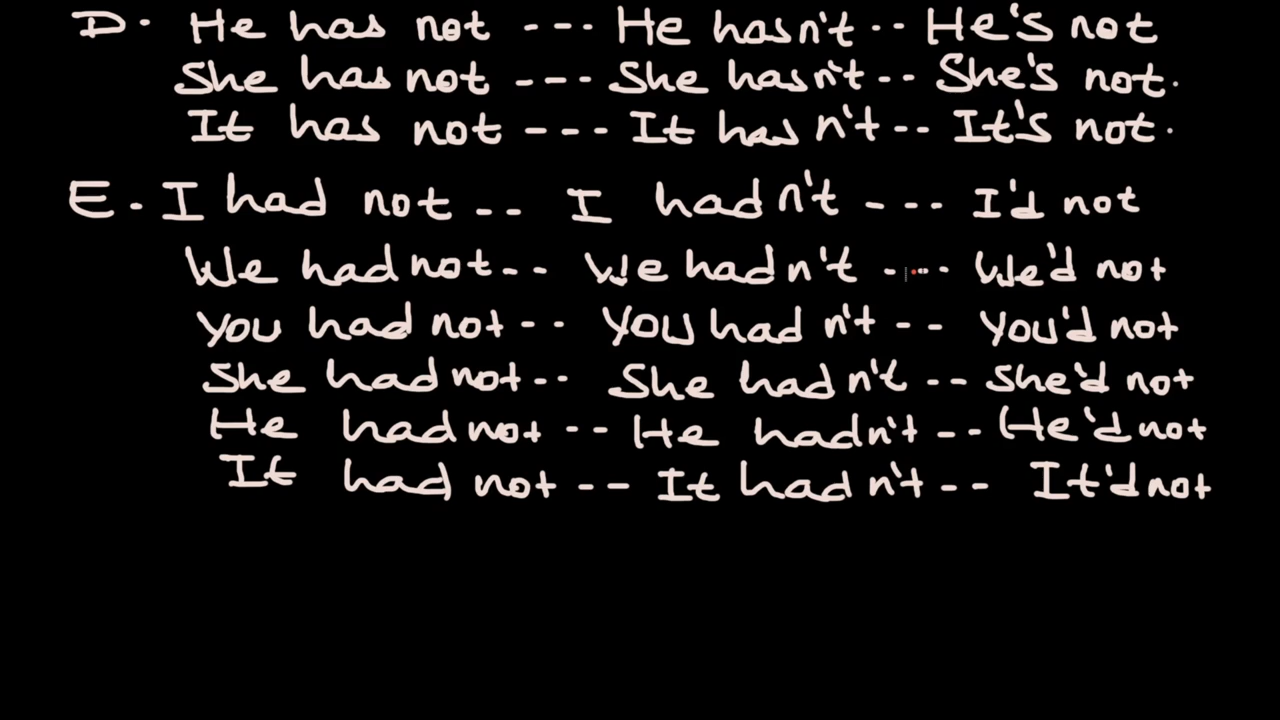 D. He has not --- He hasn't -- He's not
She has not --- She hasn't -- She's not.
It has not --- It hasn't -- It's not.
E. I had not -- I hadn't --- I'd not
We had not -- We hadn't ---- We'd not
You had not -- You hadn't -- You'd not
She had not -- She hadn't -- She'd not
He had not -- He hadn't -- He'd not
It had not -- It hadn't -- It'd not